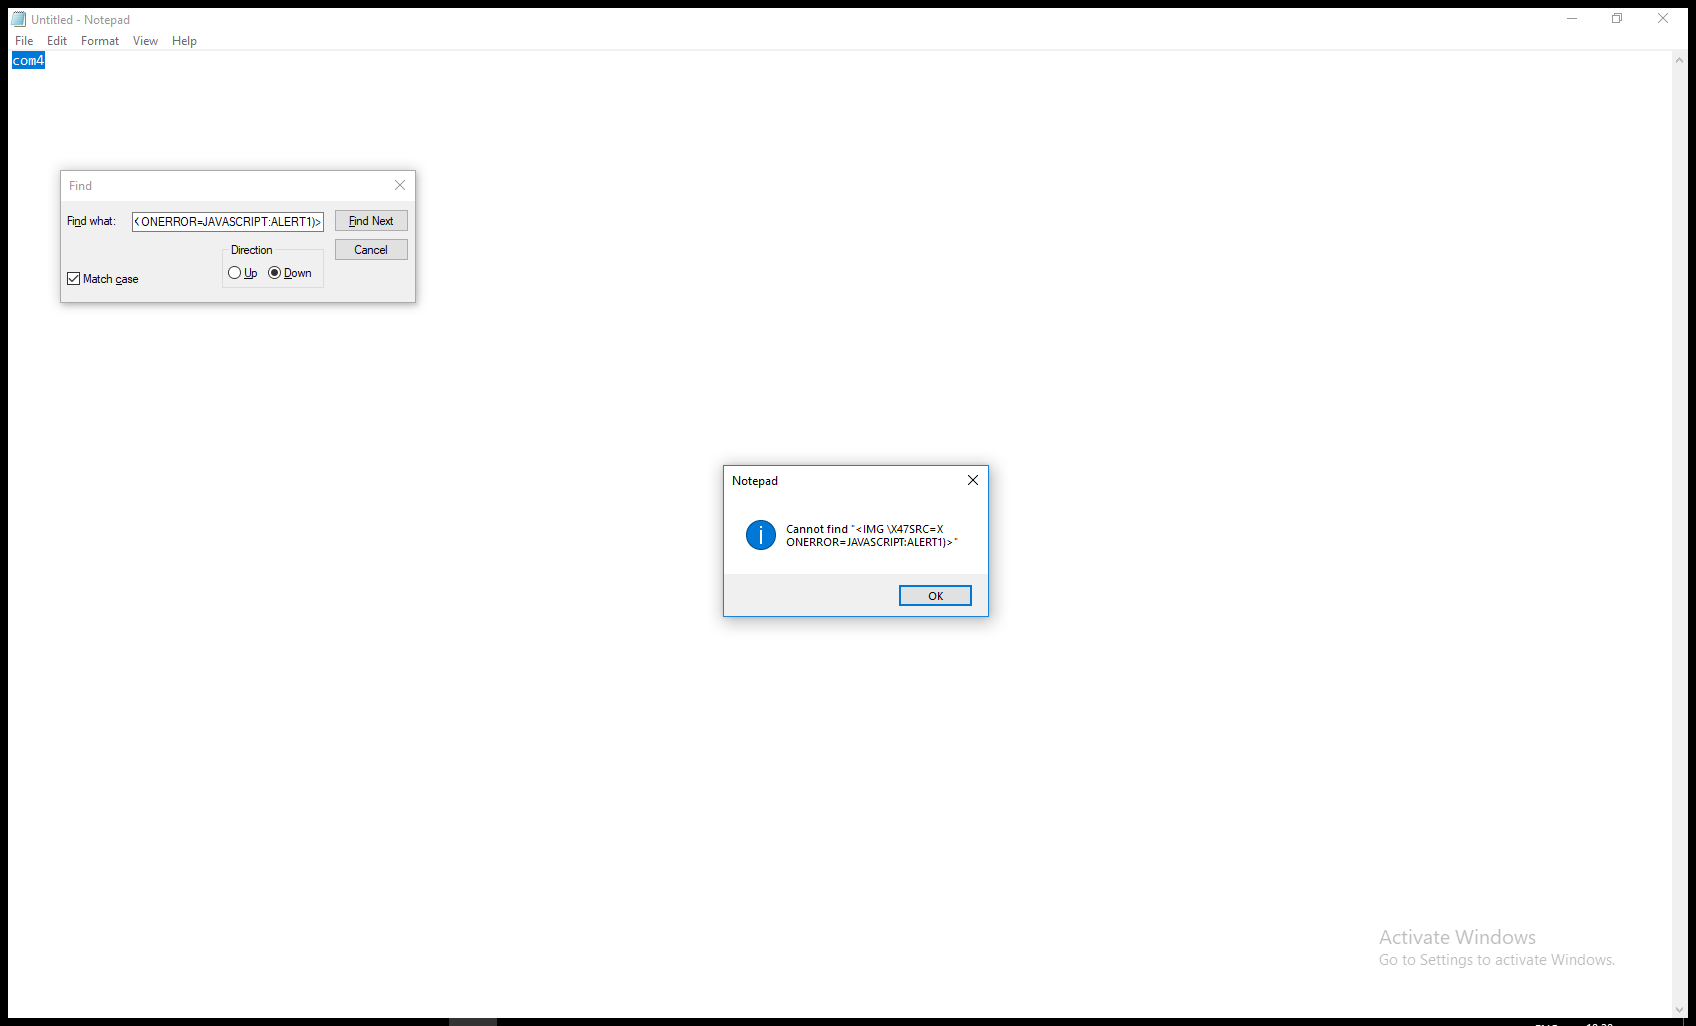 Untitled - Notepad
File Edit Format View Help
com4
Find
Find what: ONERROR=JAVASCRIPT:ALERT1)> Find Next
Direction Cancel
Up Down
Match case
Notepad
Cannot find "<IMG \X47SRC=X
ONERROR=JAVASCRIPT:ALERT1)>"
OK
Activate Windows
Go to Settings to activate Windows.